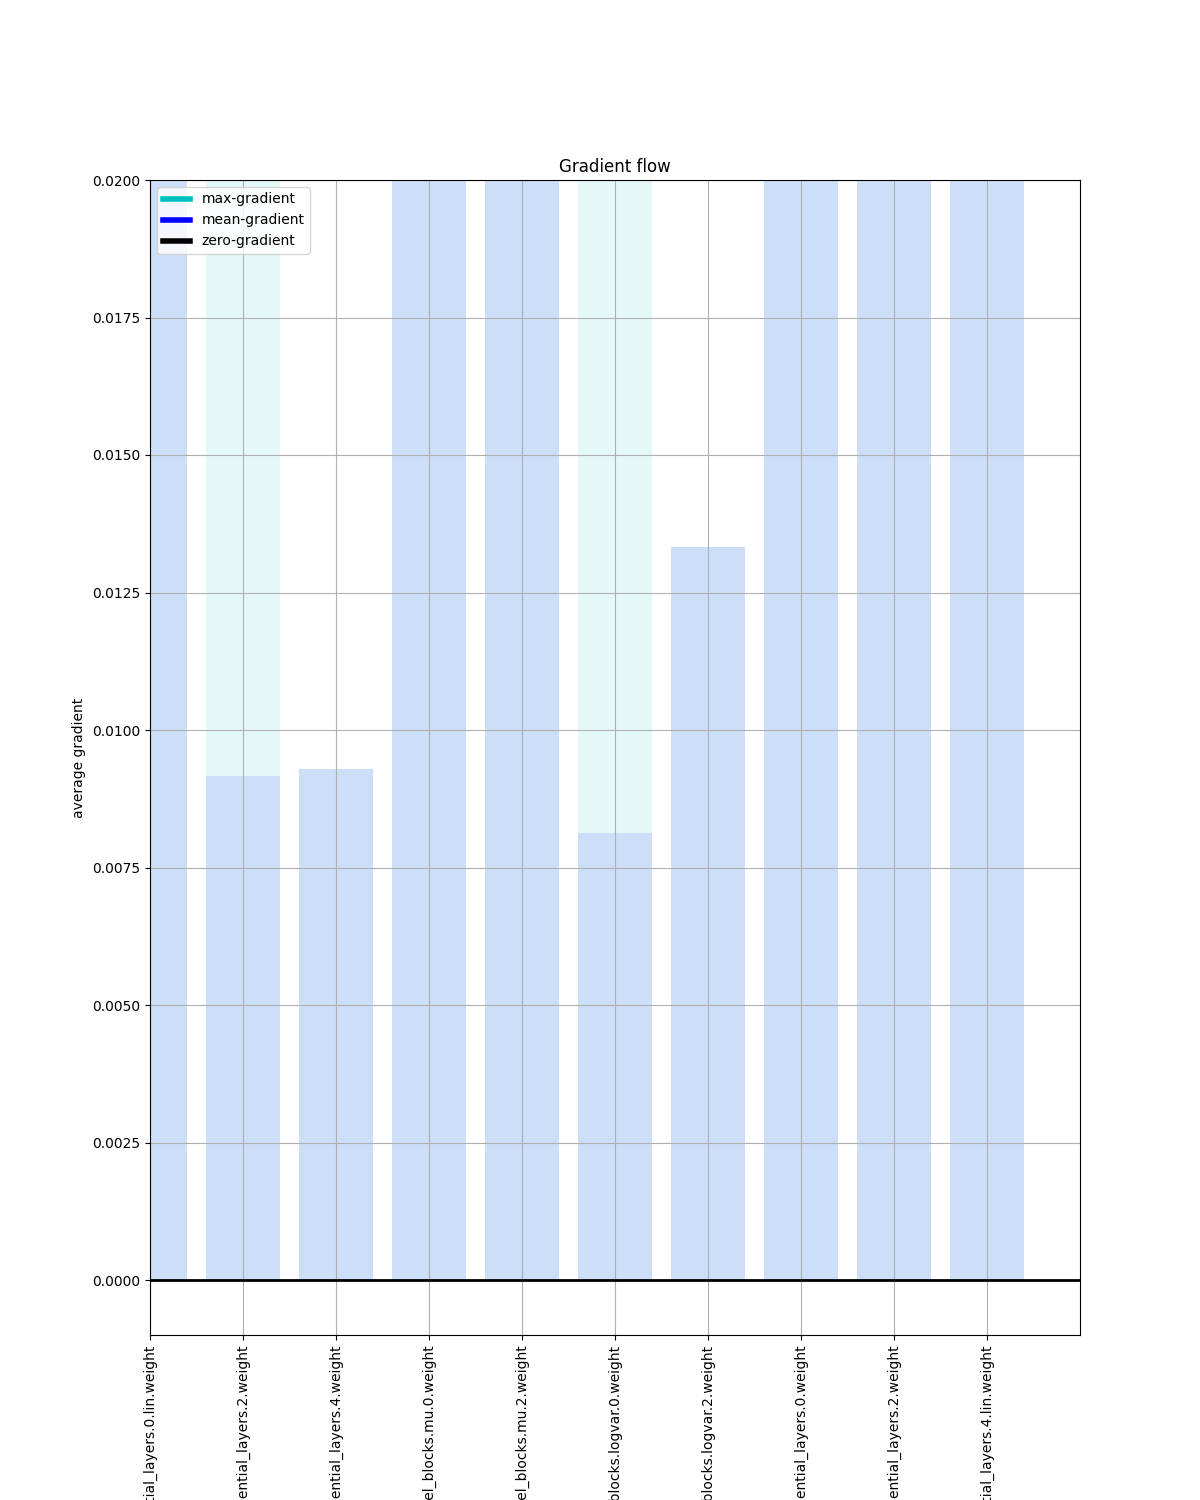 Gradient flow
max-gradient
mean-gradient
zero-gradient
0.0200
0.0175
0.0150
0.0125
0.0100
0.0075
0.0050
0.0025
0.0000
average gradient
tial_layers.0.lin.weight
ential_layers.2.weight
ential_layers.4.weight
el_blocks.mu.0.weight
el_blocks.mu.2.weight
blocks.logvar.0.weight
blocks.logvar.2.weight
ential_layers.0.weight
ential_layers.2.weight
tial_layers.4.lin.weight